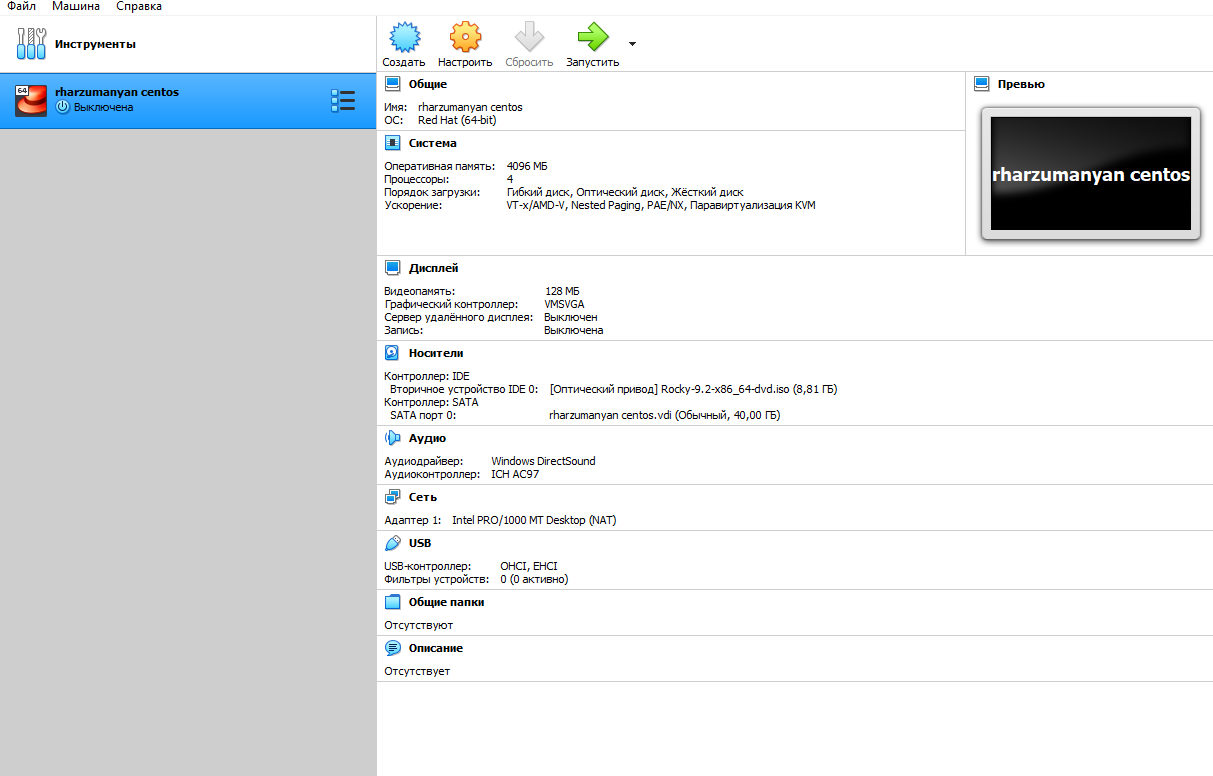 Файл Машина Справка
Инструменты
64
rharzumanyan centos
Выключена
Создать Настроить Сбросить Запустить
Общие
Имя: rharzumanyan centos
ОС: Red Hat (64-bit)
Превью
rharzumanyan centos
Система
Оперативная память: 4096 МБ
Процессоры: 4
Порядок загрузки: Гибкий диск, Оптический диск, Жёсткий диск
Ускорение: VT-x/AMD-V, Nested Paging, PAE/NX, Паравиртуализация KVM
Дисплей
Видеопамять: 128 МБ
Графический контроллер: VMSVGA
Сервер удалённого дисплея: Выключен
Запись: Выключена
Носители
Контроллер: IDE
Вторичное устройство IDE 0: [Оптический привод] Rocky-9.2-x86_64-dvd.iso (8,81 ГБ)
Контроллер: SATA
SATA порт 0: rharzumanyan centos.vdi (Обычный, 40,00 ГБ)
Аудио
Аудиодрайвер: Windows DirectSound
Аудиоконтроллер: ICH AC97
Сеть
Адаптер 1: Intel PRO/1000 MT Desktop (NAT)
USB
USB-контроллер: OHCI, EHCI
Фильтры устройств: 0 (0 активно)
Общие папки
Отсутствуют
Описание
Отсутствует